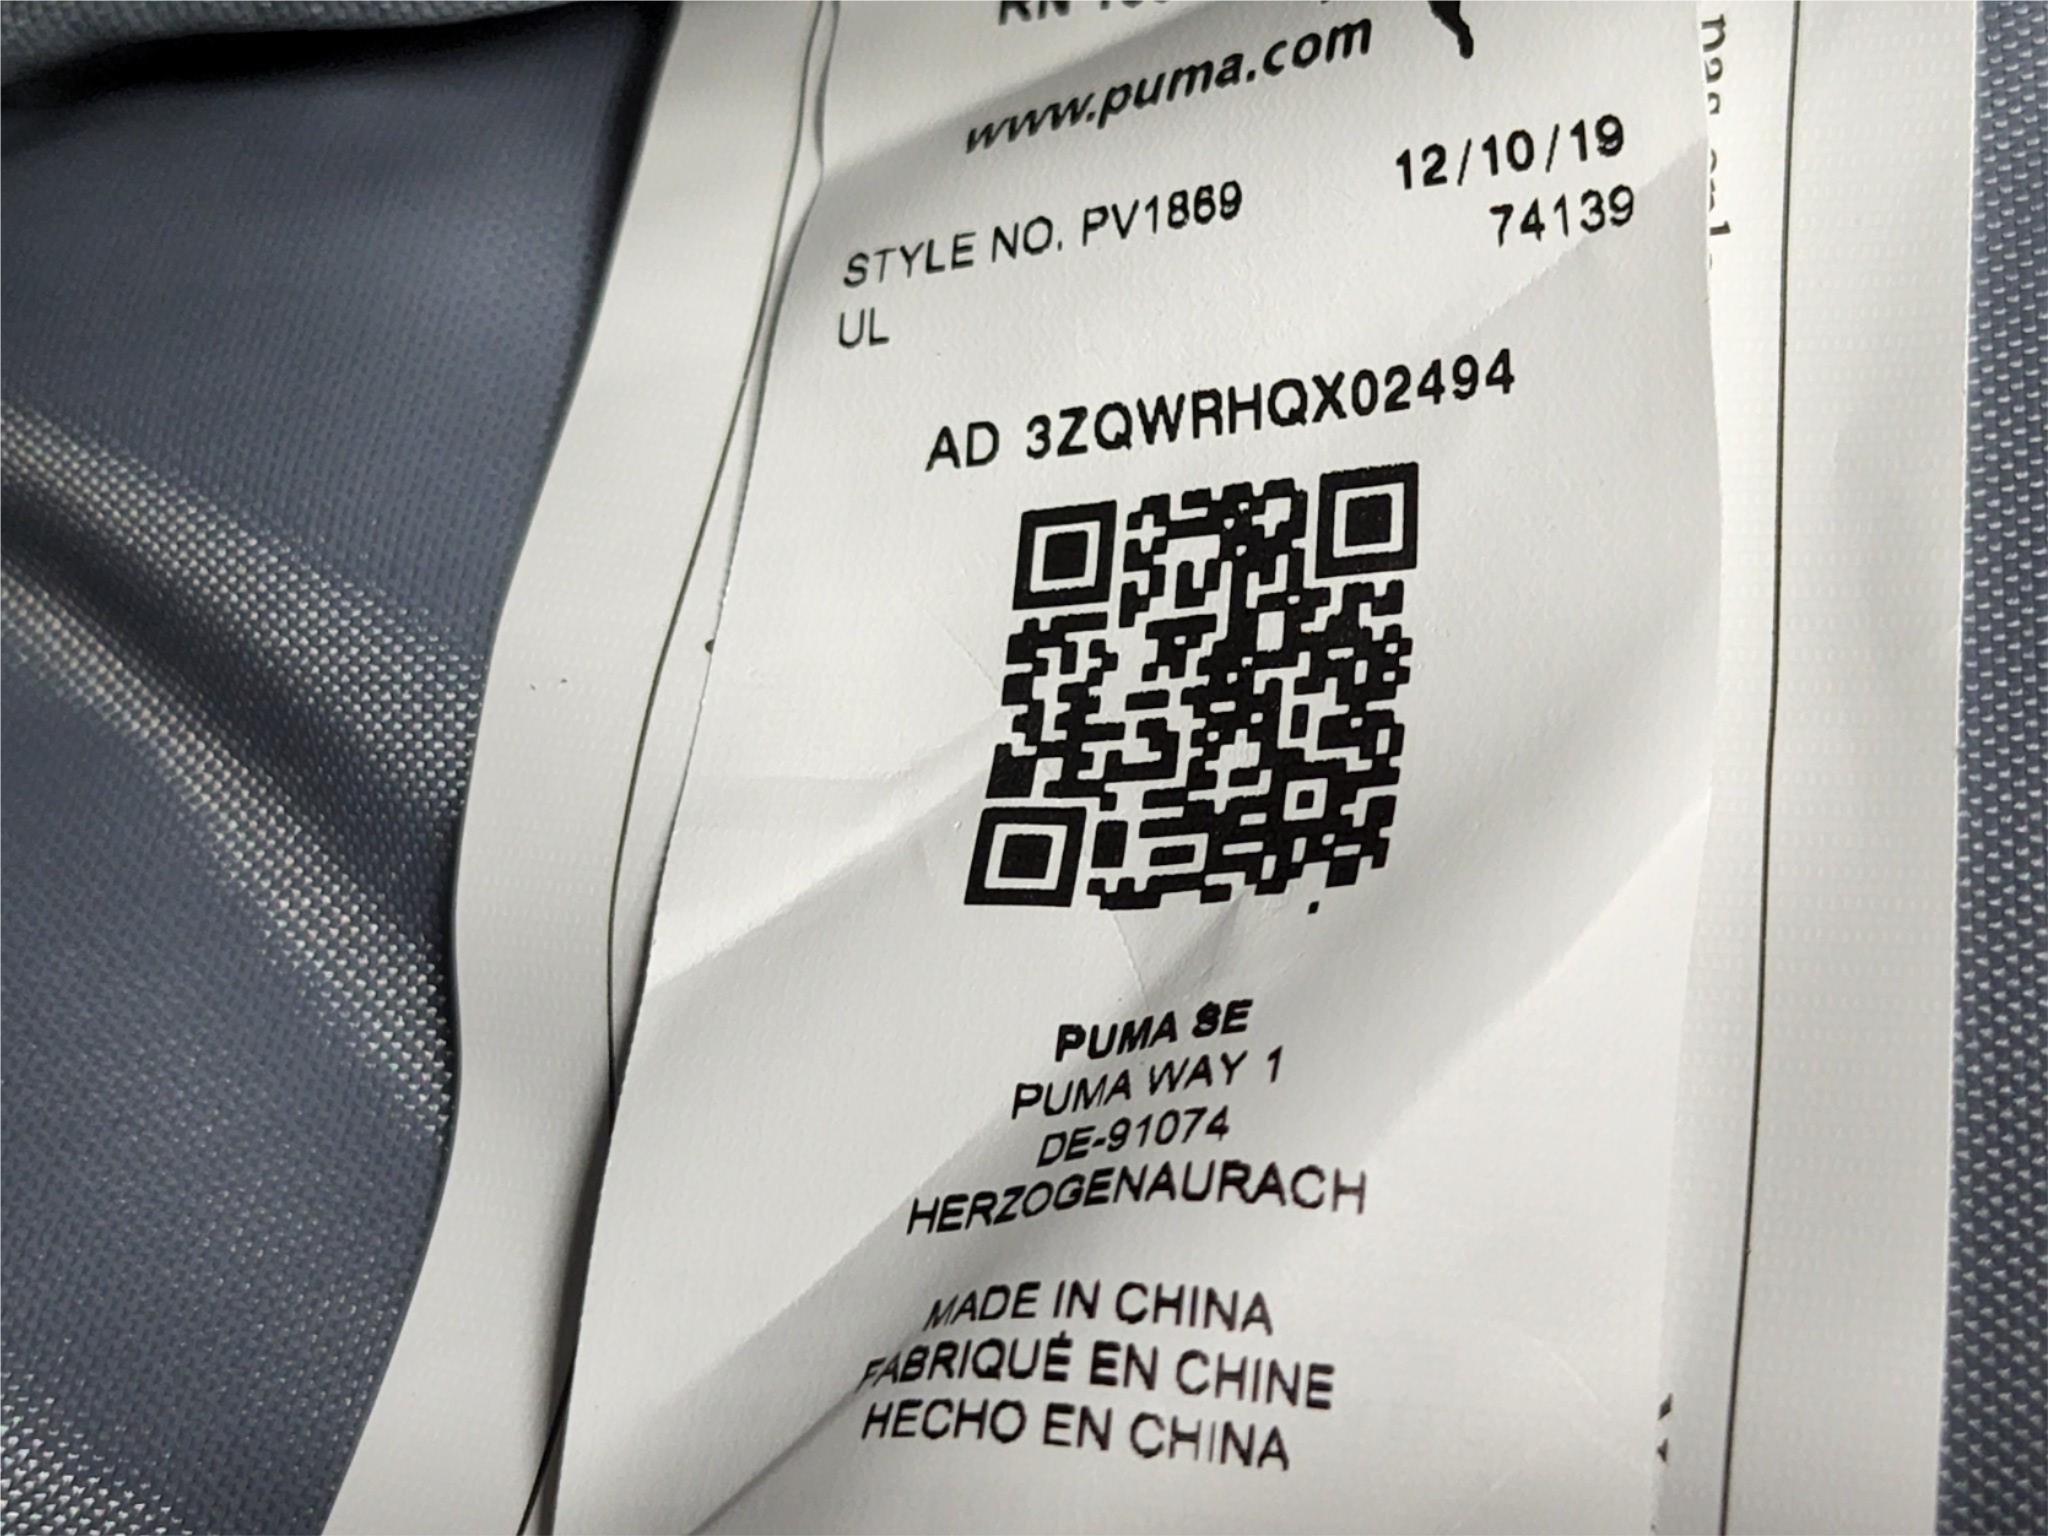 www.puma.com
12/10/19
STYLE NO. PV1869
74139
UL
AD 3ZQWRHQX02494
PUMA SE
PUMA WAY 1
DE-91074
HERZOGENAURACH
MADE IN CHINA
FABRIQUÉ EN CHINE
HECHO EN CHINA